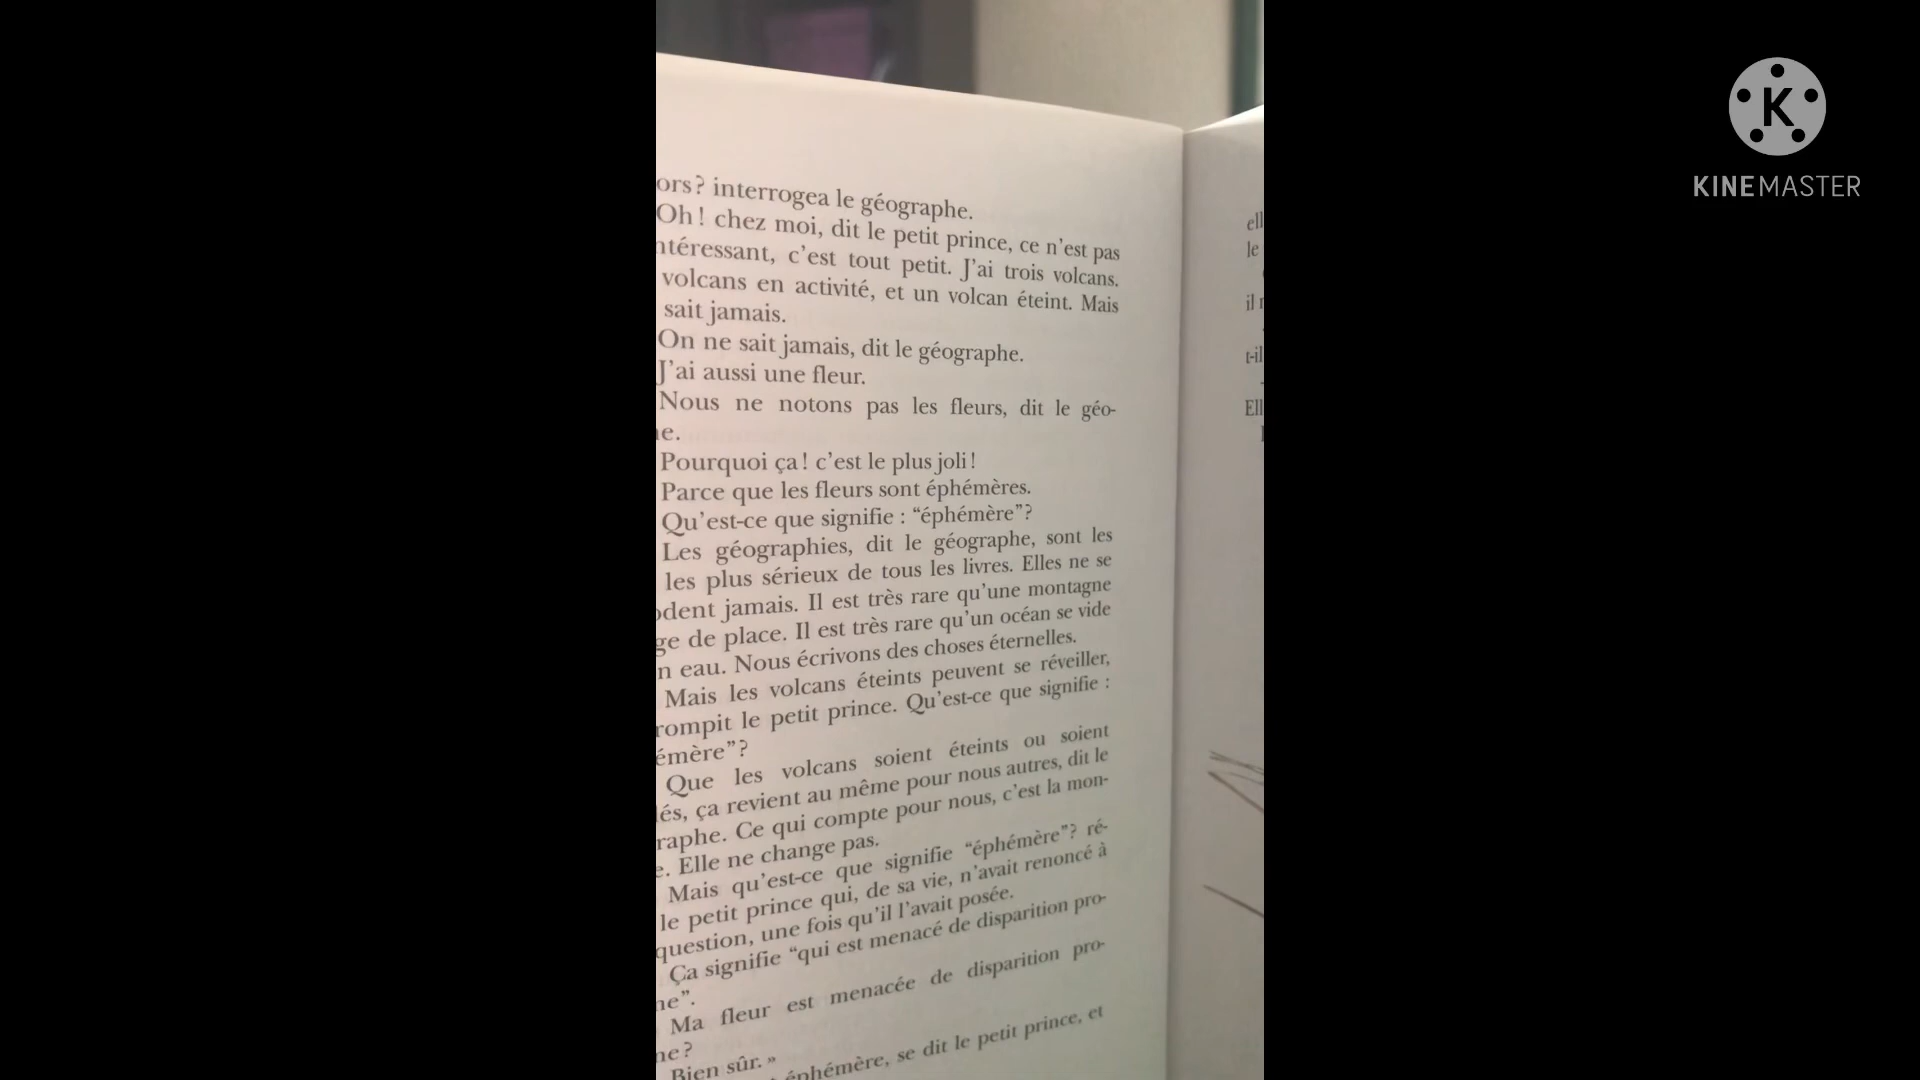 ors? interrogea le géographe.
Oh! chez moi, dit le petit prince, ce n'est pas
ntéressant, c'est tout petit. J'ai trois volcans.
volcans en activité, et un volcan éteint. Mais
sait jamais.
On ne sait jamais, dit le géographe.
J'ai aussi une fleur.
Nous ne notons pas les fleurs, dit le géo-
e.
Pourquoi ça! c'est le plus joli!
Parce que les fleurs sont éphémères.
Qu'est-ce que signifie : “éphémère”?
Les géographies, dit le géographe, sont les
les plus sérieux de tous les livres. Elles ne se
odent jamais. Il est très rare qu'une montagne
ge de place. Il est très rare qu'un océan se vide
n eau. Nous écrivons des choses éternelles.
Mais les volcans éteints peuvent se réveiller,
rompit le petit prince. Qu'est-ce que signifie :
émère”?
Que les volcans soient éteints ou soient
lés, ça revient au même pour nous autres, dit le
raphe. Ce qui compte pour nous, c'est la mon-
e. Elle ne change pas.
Mais qu'est-ce que signifie “éphémère”? ré-
le petit prince qui, de sa vie, n'avait renoncé à
question, une fois qu'il l'avait posée.
Ça signifie “qui est menacé de disparition pro-
ne”.
Ma fleur est menacée de disparition pro-
ne?
Bien sûr. »
éphémère, se dit le petit prince, et
ell
le
il
t-il
Ell
KINEMASTER